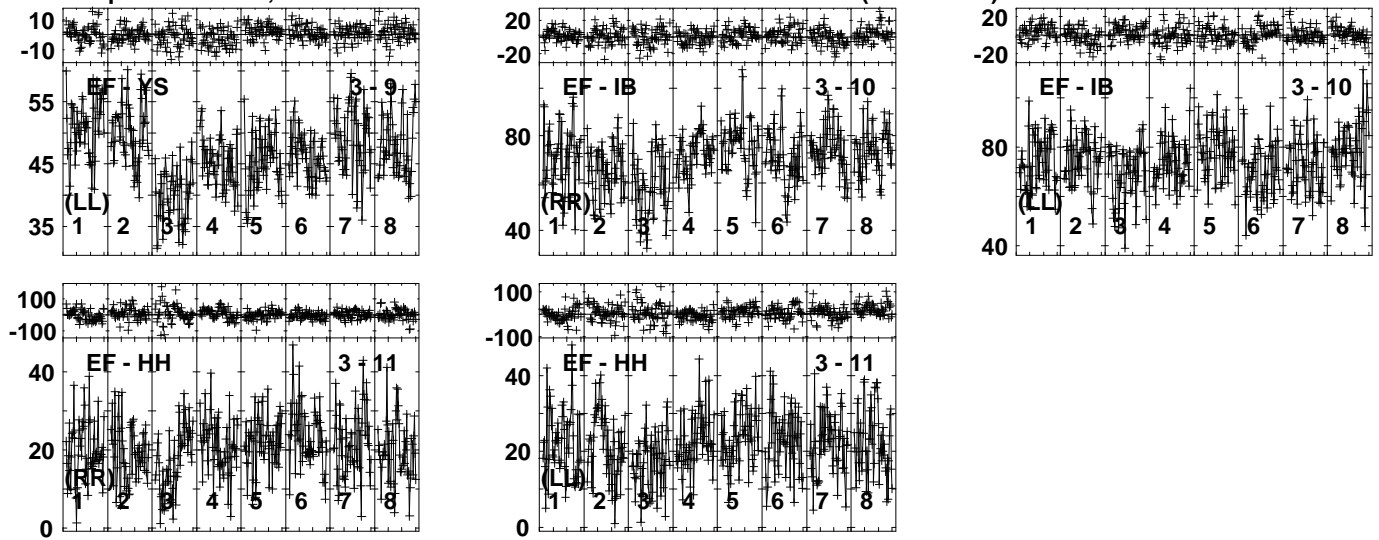 10 20 20
-10 -20 -20
EF - YS 3 - 9 EF - IB 3 - 10 EF - IB 3 - 10
55
80 80
45
(LL) (RR) (LL)
35 1 2 3 4 5 6 7 8
40 1 2 3 4 5 6 7 8
40 1 2 3 4 5 6 7 8
100 100
-100 -100
EF - HH 3 - 11 EF - HH 3 - 11
40 40
20 20
(RR) (LL)
1 2 3 4 5 6 7 8 1 2 3 4 5 6 7 8
0 0